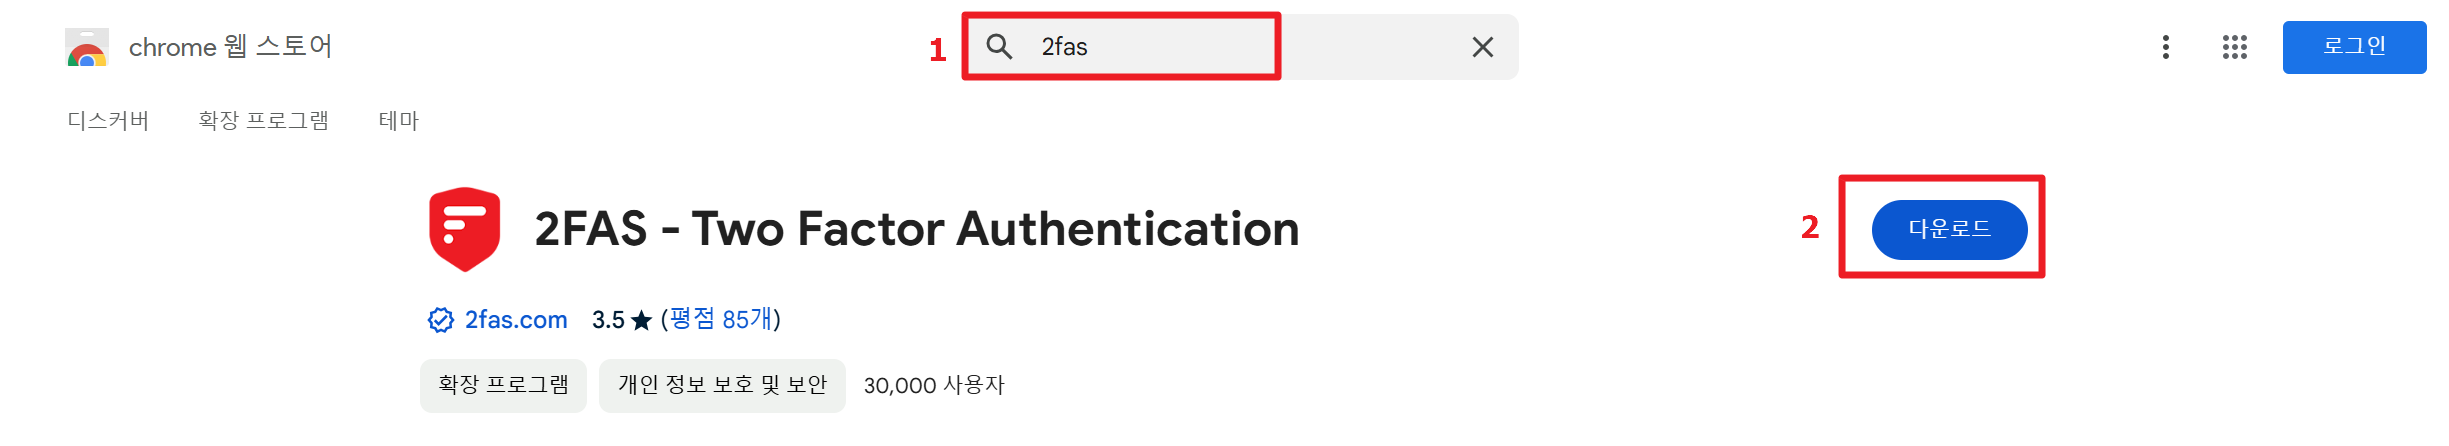 chrome 웹 스토어
1
2fas
로그인
디스커버 확장 프로그램 테마
2FAS - Two Factor Authentication
2
다운로드
2fas.com 3.5★ (평점 85개)
확장 프로그램 개인 정보 보호 및 보안 30,000 사용자